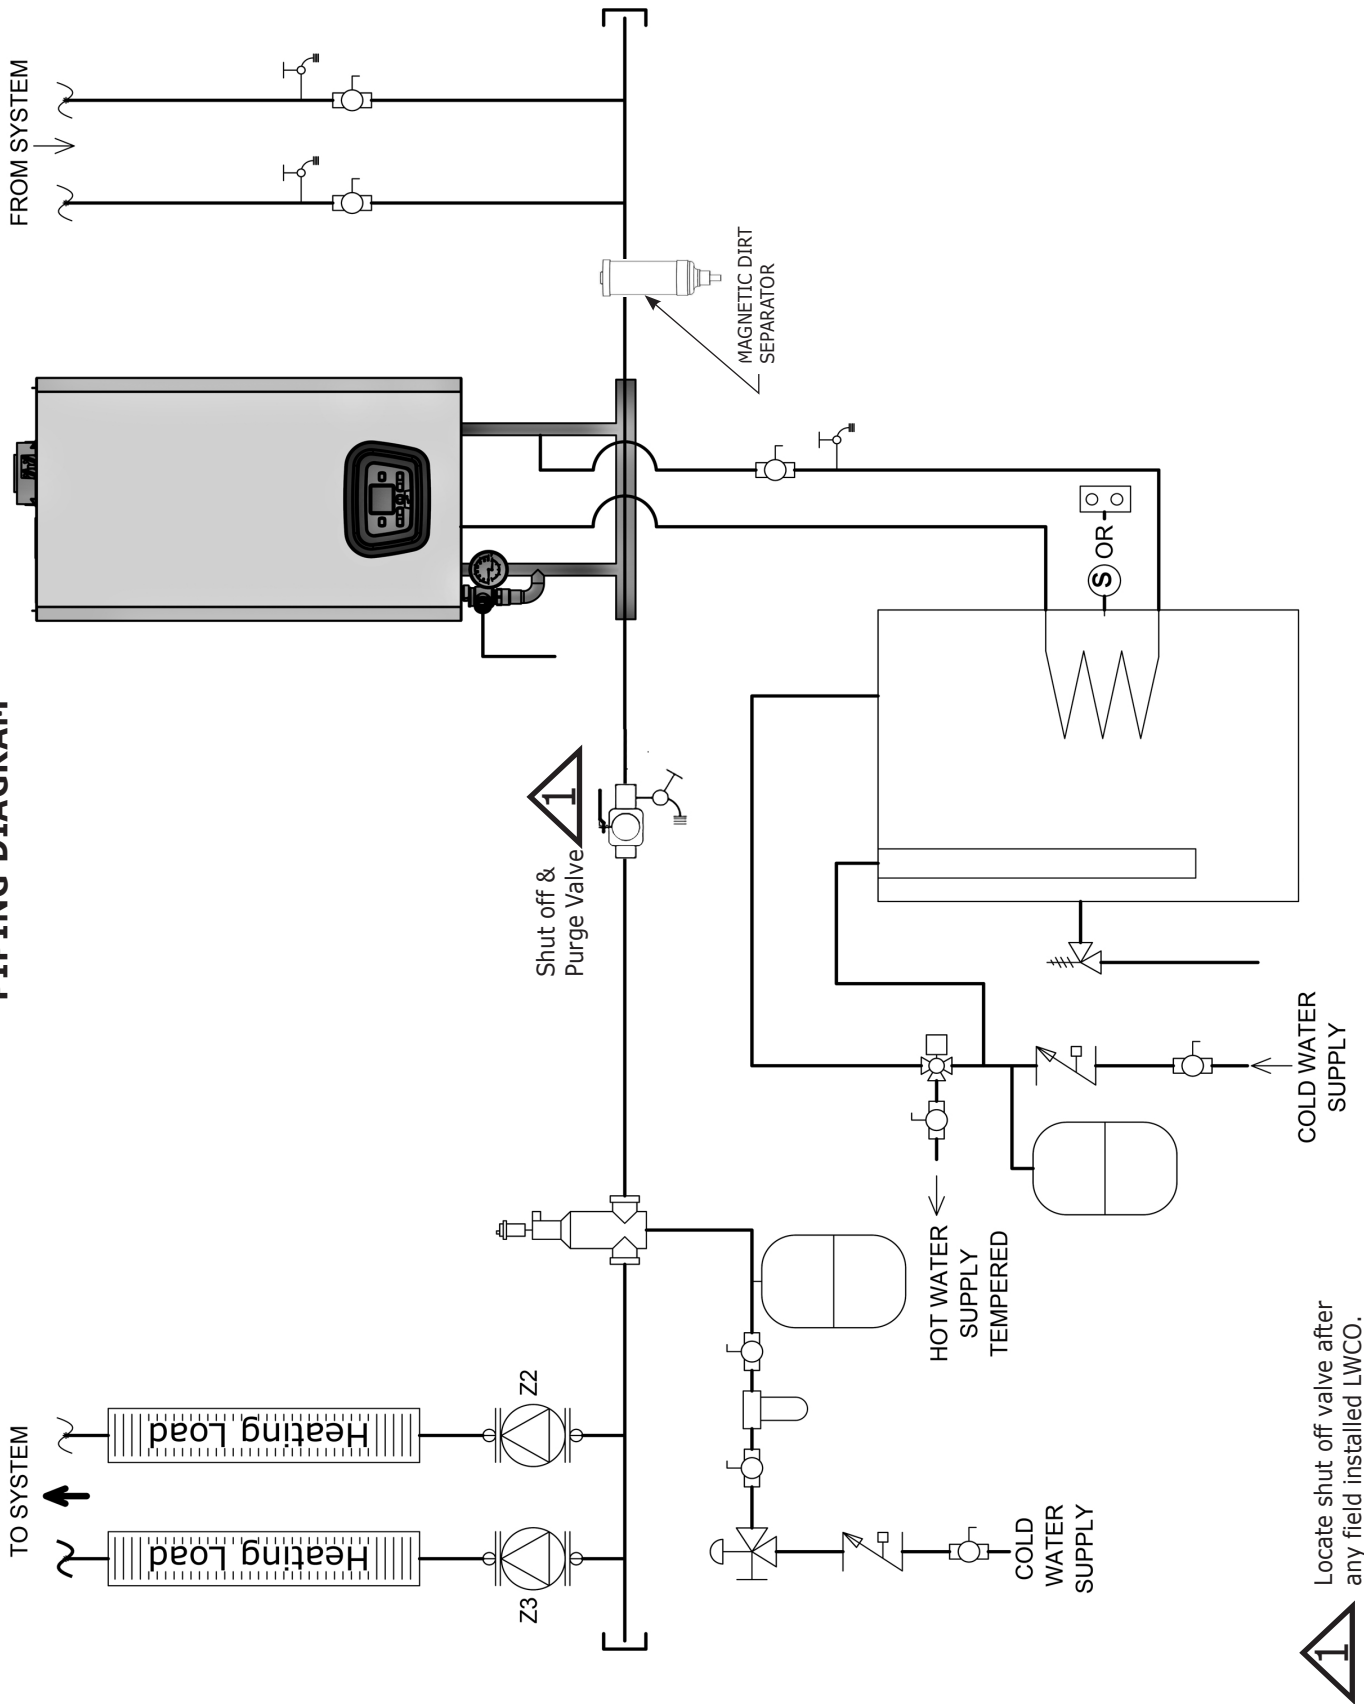 PIPING DIAGRAM
TO SYSTEM
FROM SYSTEM
Heating Load
Heating Load
Z3
Z2
1
Shut off &
Purge Valve
MAGNETIC DIRT
SEPARATOR
S OR
HOT WATER
SUPPLY
TEMPERED
COLD
WATER
SUPPLY
COLD WATER
SUPPLY
1
Locate shut off valve after
any field installed LWCO.